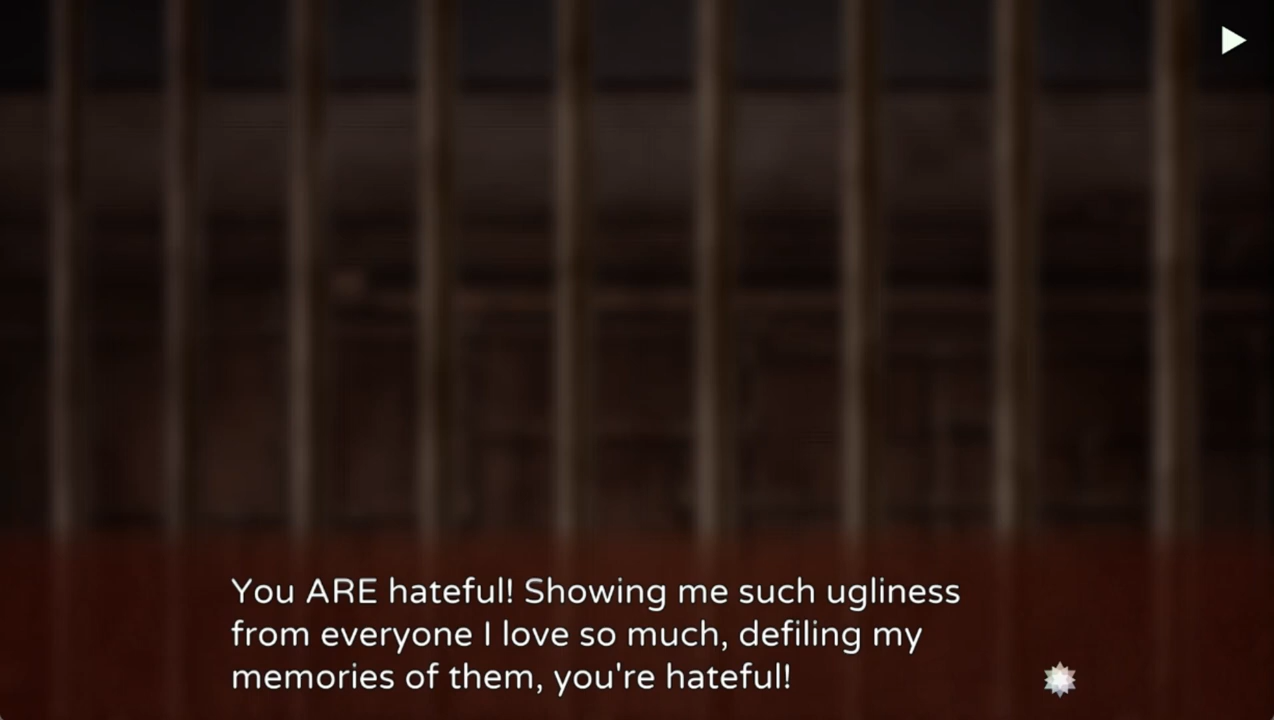 You ARE hateful! Showing me such ugliness
from everyone I love so much, defiling my
memories of them, you're hateful!